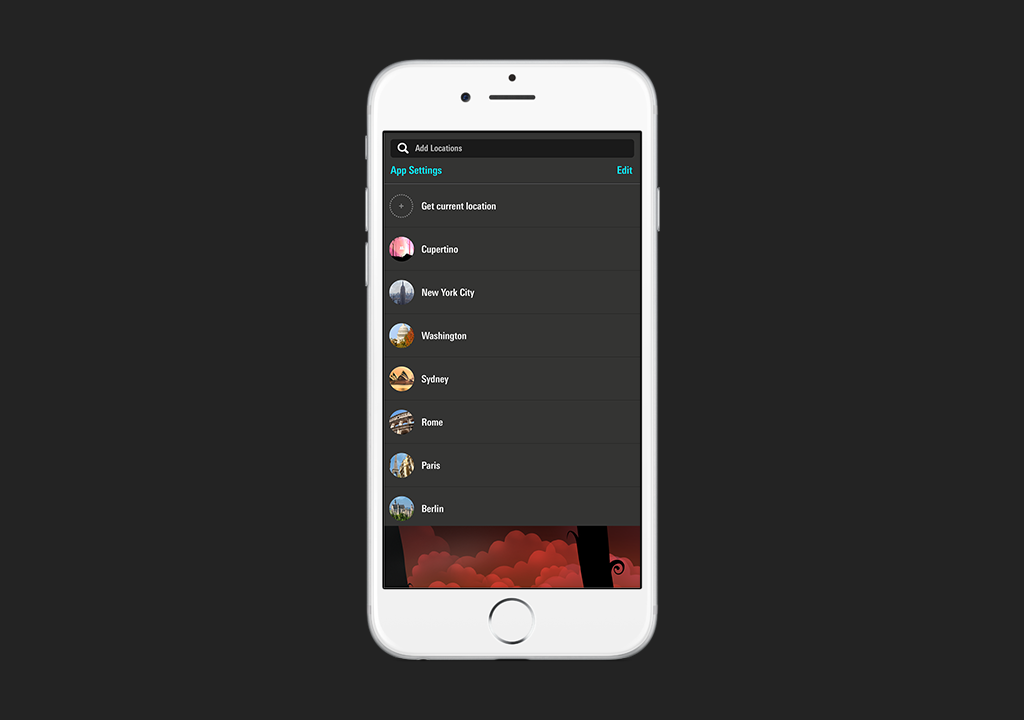 Add Locations
App Settings Edit
Get current location
Cupertino
New York City
Washington
Sydney
Rome
Paris
Berlin